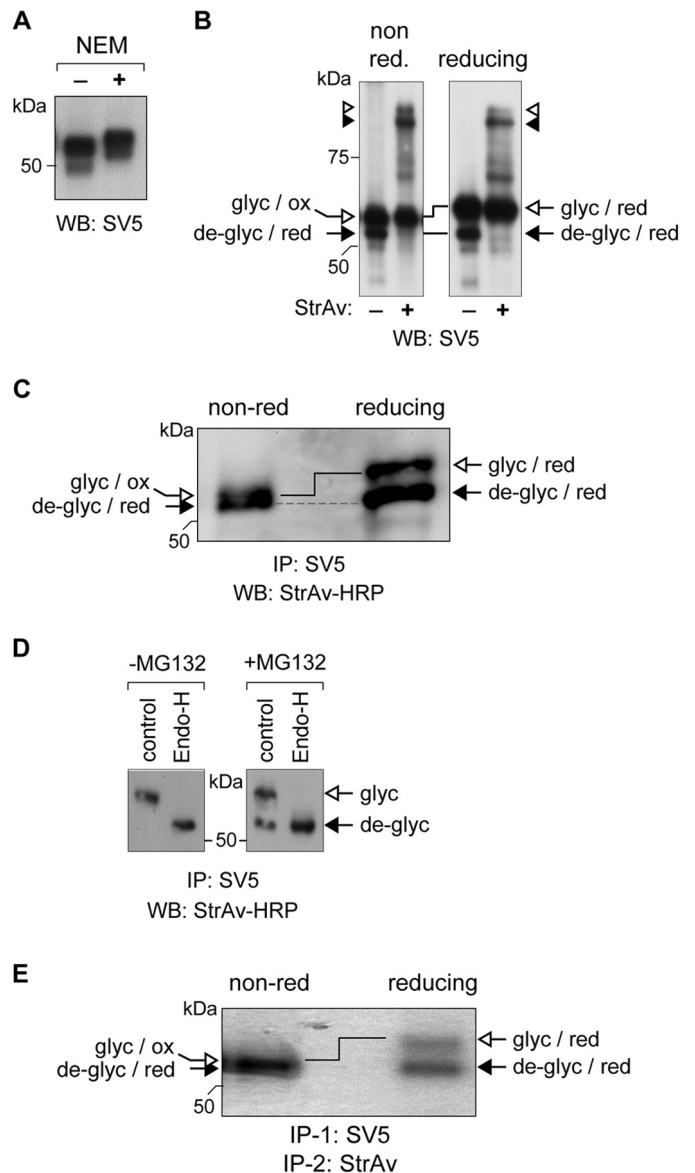 A
NEM
– +
kDa
50
WB: SV5
B
non red.
reducing
kDa
75
glyc / ox
glyc / red
de-glyc / red
de-glyc / red
50
StrAv: – + – +
WB: SV5
C
non-red
reducing
kDa
glyc / ox
glyc / red
de-glyc / red
de-glyc / red
50
IP: SV5
WB: StrAv-HRP
D
-MG132
+MG132
control
Endo-H
control
Endo-H
kDa
glyc
de-glyc
50
IP: SV5
WB: StrAv-HRP
E
non-red
reducing
kDa
glyc / ox
glyc / red
de-glyc / red
de-glyc / red
50
IP-1: SV5
IP-2: StrAv